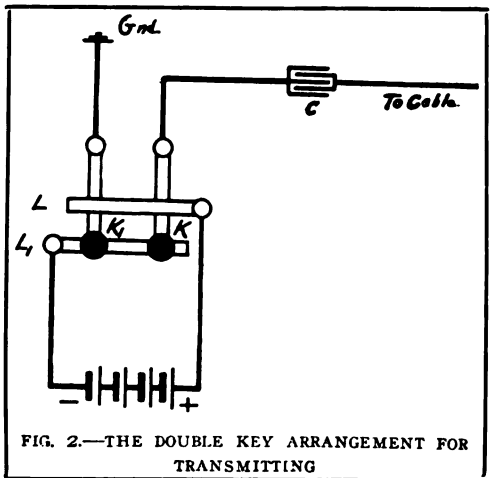 Gnd.
C
To Cable.
L
K₁
K
L₁
– +
FIG. 2.—THE DOUBLE KEY ARRANGEMENT FOR
TRANSMITTING